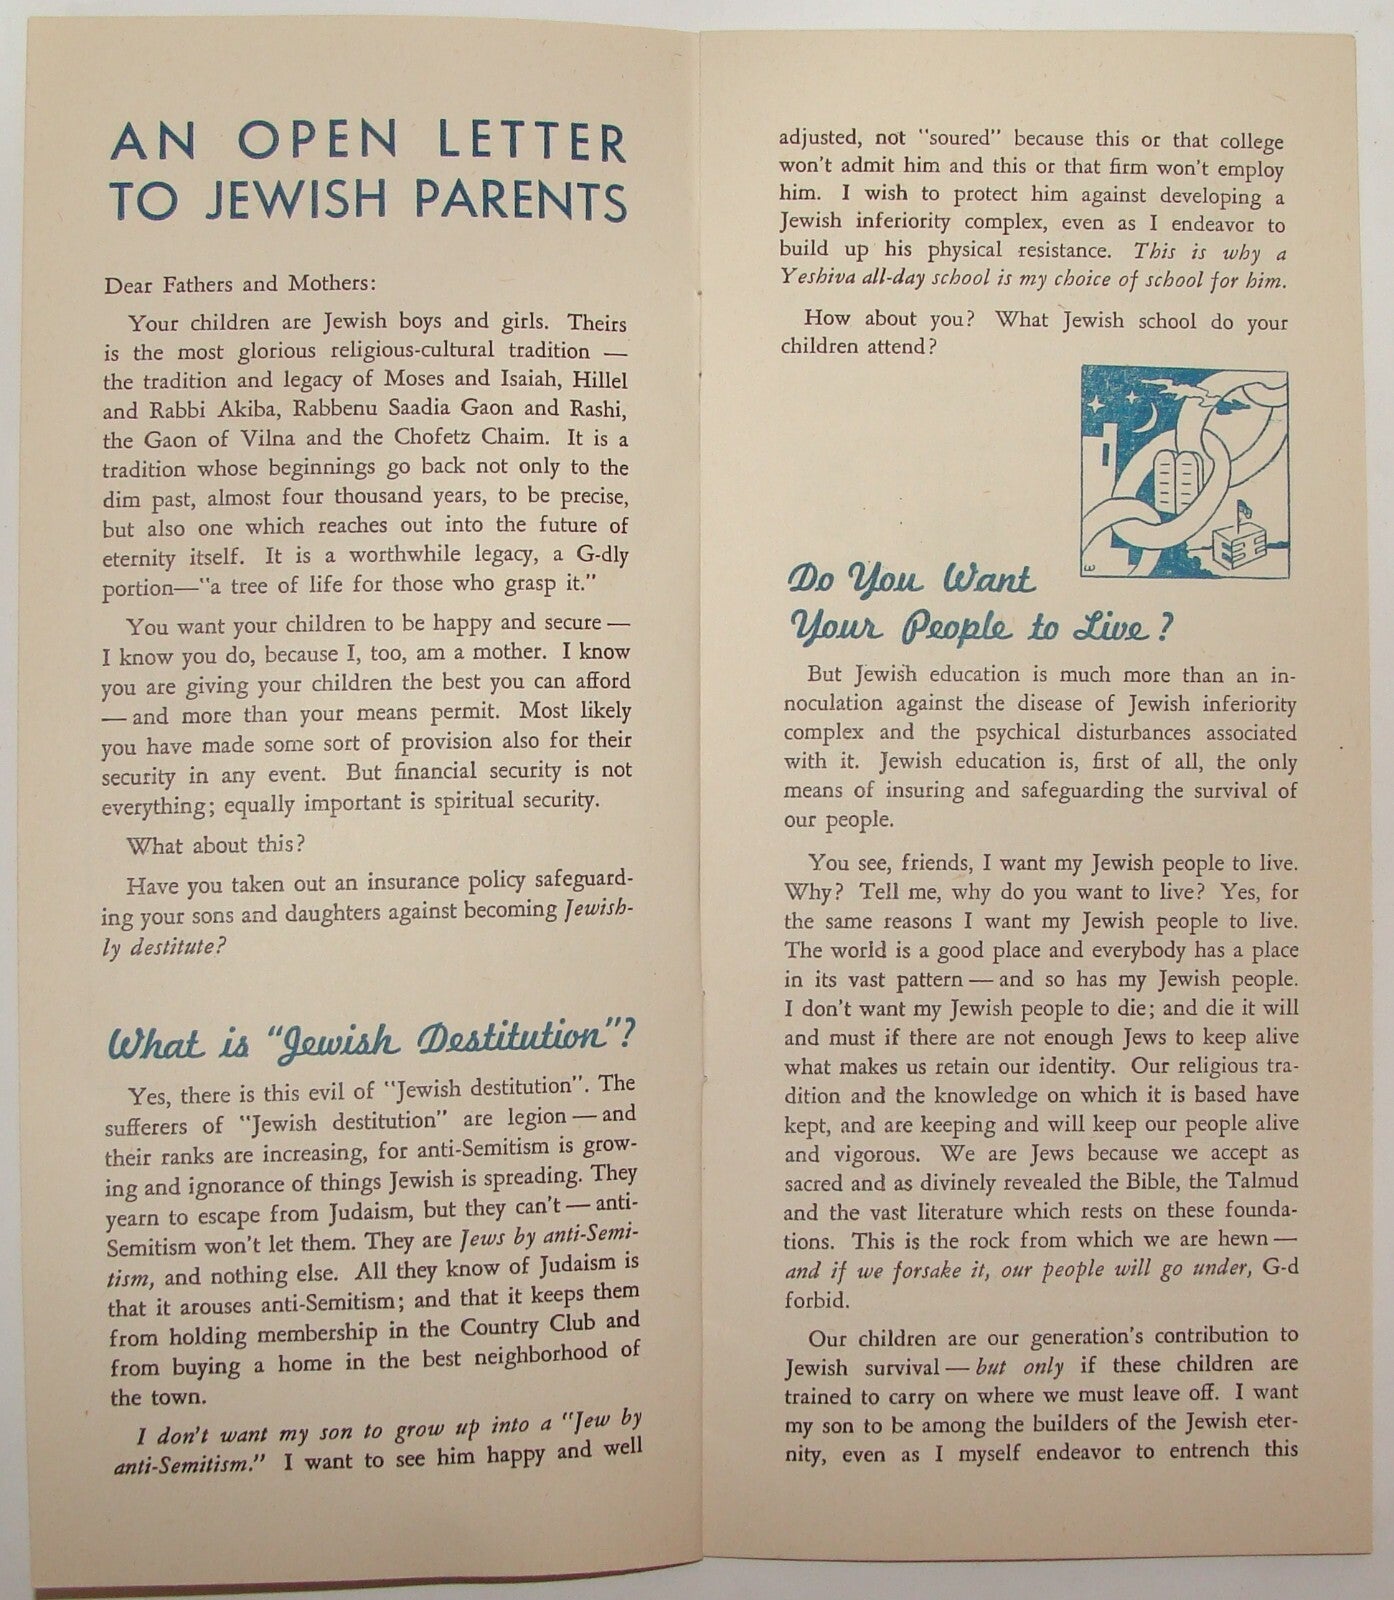 AN OPEN LETTER
TO JEWISH PARENTS
Dear Fathers and Mothers:
Your children are Jewish boys and girls. Theirs
is the most glorious religious-cultural tradition —
the tradition and legacy of Moses and Isaiah, Hillel
and Rabbi Akiba, Rabbenu Saadia Gaon and Rashi,
the Gaon of Vilna and the Chofetz Chaim. It is a
tradition whose beginnings go back not only to the
dim past, almost four thousand years, to be precise,
but also one which reaches out into the future of
eternity itself. It is a worthwhile legacy, a G-dly
portion—"a tree of life for those who grasp it."
You want your children to be happy and secure —
I know you do, because I, too, am a mother. I know
you are giving your children the best you can afford
— and more than your means permit. Most likely
you have made some sort of provision also for their
security in any event. But financial security is not
everything; equally important is spiritual security.
What about this?
Have you taken out an insurance policy safeguard-
ing your sons and daughters against becoming Jewish-
ly destitute?
What is "Jewish Destitution"?
Yes, there is this evil of "Jewish destitution". The
sufferers of "Jewish destitution" are legion — and
their ranks are increasing, for anti-Semitism is grow-
ing and ignorance of things Jewish is spreading. They
yearn to escape from Judaism, but they can't — anti-
Semitism won't let them. They are Jews by anti-Semi-
tism, and nothing else. All they know of Judaism is
that it arouses anti-Semitism; and that it keeps them
from holding membership in the Country Club and
from buying a home in the best neighborhood of
the town.
I don't want my son to grow up into a "Jew by
anti-Semitism." I want to see him happy and well
adjusted, not "soured" because this or that college
won't admit him and this or that firm won't employ
him. I wish to protect him against developing a
Jewish inferiority complex, even as I endeavor to
build up his physical resistance. This is why a
Yeshiva all-day school is my choice of school for him.
How about you? What Jewish school do your
children attend?
W
Do You Want
Your People to Live?
But Jewish education is much more than an in-
noculation against the disease of Jewish inferiority
complex and the psychical disturbances associated
with it. Jewish education is, first of all, the only
means of insuring and safeguarding the survival of
our people.
You see, friends, I want my Jewish people to live.
Why? Tell me, why do you want to live? Yes, for
the same reasons I want my Jewish people to live.
The world is a good place and everybody has a place
in its vast pattern — and so has my Jewish people.
I don't want my Jewish people to die; and die it will
and must if there are not enough Jews to keep alive
what makes us retain our identity. Our religious tra-
dition and the knowledge on which it is based have
kept, and are keeping and will keep our people alive
and vigorous. We are Jews because we accept as
sacred and as divinely revealed the Bible, the Talmud
and the vast literature which rests on these founda-
tions. This is the rock from which we are hewn —
and if we forsake it, our people will go under, G-d
forbid.
Our children are our generation's contribution to
Jewish survival — but only if these children are
trained to carry on where we must leave off. I want
my son to be among the builders of the Jewish eter-
nity, even as I myself endeavor to entrench this